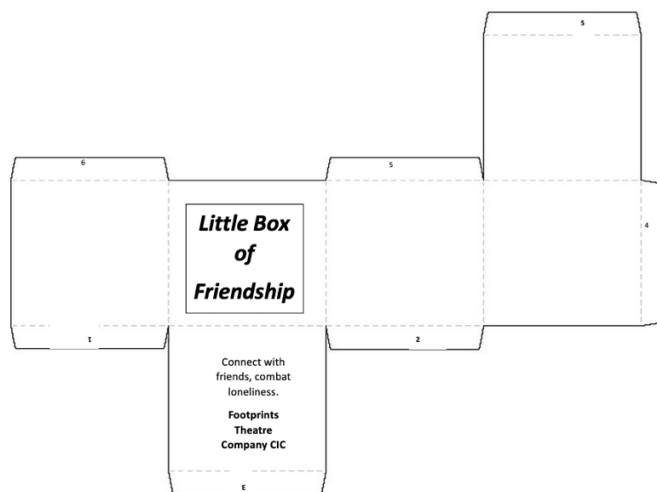 5
6
5
4
Little Box
of
Friendship
1
2
Connect with
friends, combat
loneliness.
Footprints
Theatre
Company CIC
3